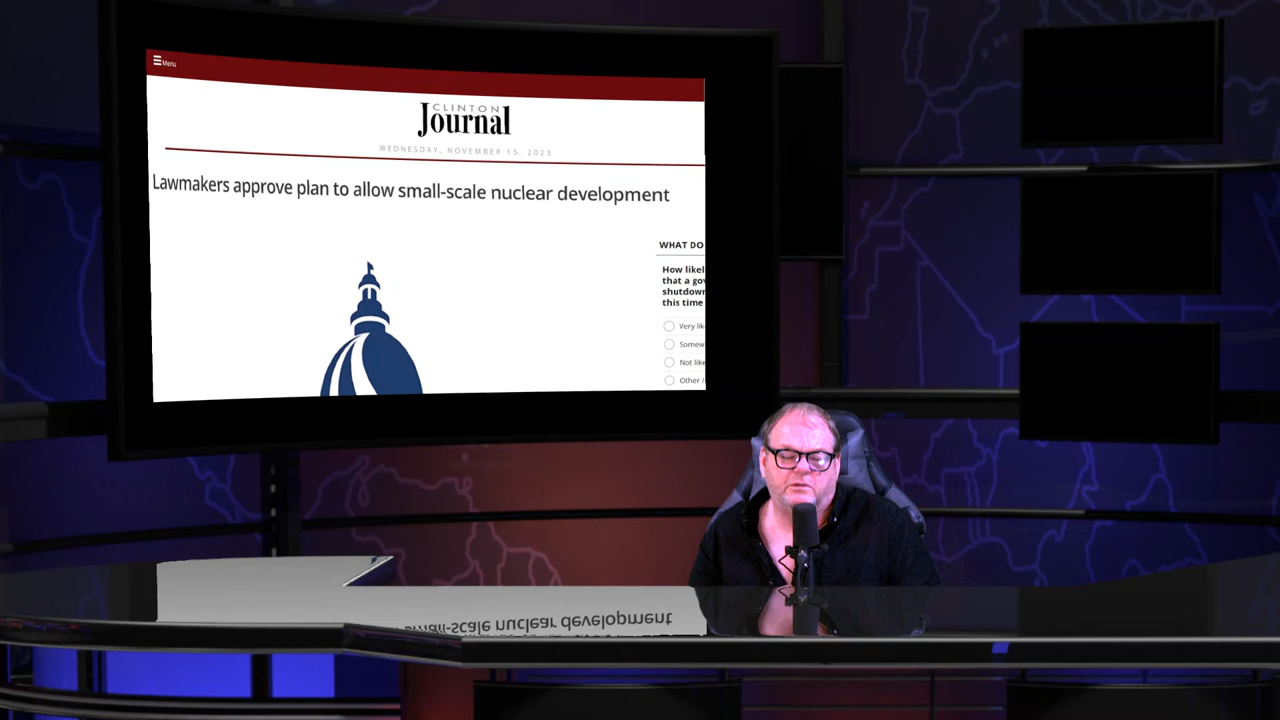 Menu
CLINTON
Journal
WEDNESDAY, NOVEMBER 15, 2023
Lawmakers approve plan to allow small-scale nuclear development
WHAT DO
How likel
that a gov
shutdown
this time
Very lik
Somew
Not like
Other /
small-scale nuclear development